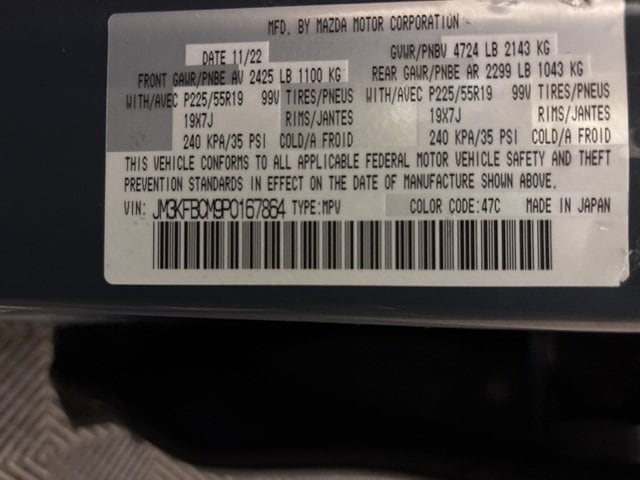 MFD. BY MAZDA MOTOR CORPORATION
DATE 11/22 GVWR/PNBV 4724 LB 2143 KG
FRONT GAWR/PNBE AV 2425 LB 1100 KG REAR GAWR/PNBE AR 2299 LB 1043 KG
WITH/AVEC P225/55R19 99V TIRES/PNEUS WITH/AVEC P225/55R19 99V TIRES/PNEUS
19X7J RIMS/JANTES 19X7J RIMS/JANTES
240 KPA/35 PSI COLD/A FROID 240 KPA/35 PSI COLD/A FROID
THIS VEHICLE CONFORMS TO ALL APPLICABLE FEDERAL MOTOR VEHICLE SAFETY AND THEFT
PREVENTION STANDARDS IN EFFECT ON THE DATE OF MANUFACTURE SHOWN ABOVE.
VIN: JM3KFBCM9P0167864 TYPE:MPV COLOR CODE:47C MADE IN JAPAN